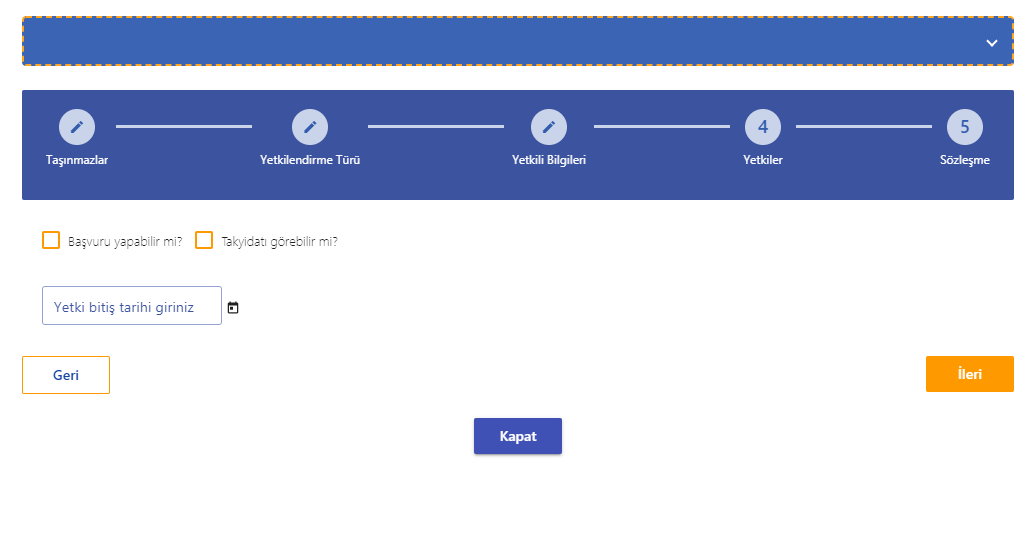 4
5
Taşınmazlar
Yetkilendirme Türü
Yetkili Bilgileri
Yetkiler
Sözleşme
Başvuru yapabilir mi?
Takyidatı görebilir mi?
Yetki bitiş tarihi giriniz
Geri
İleri
Kapat